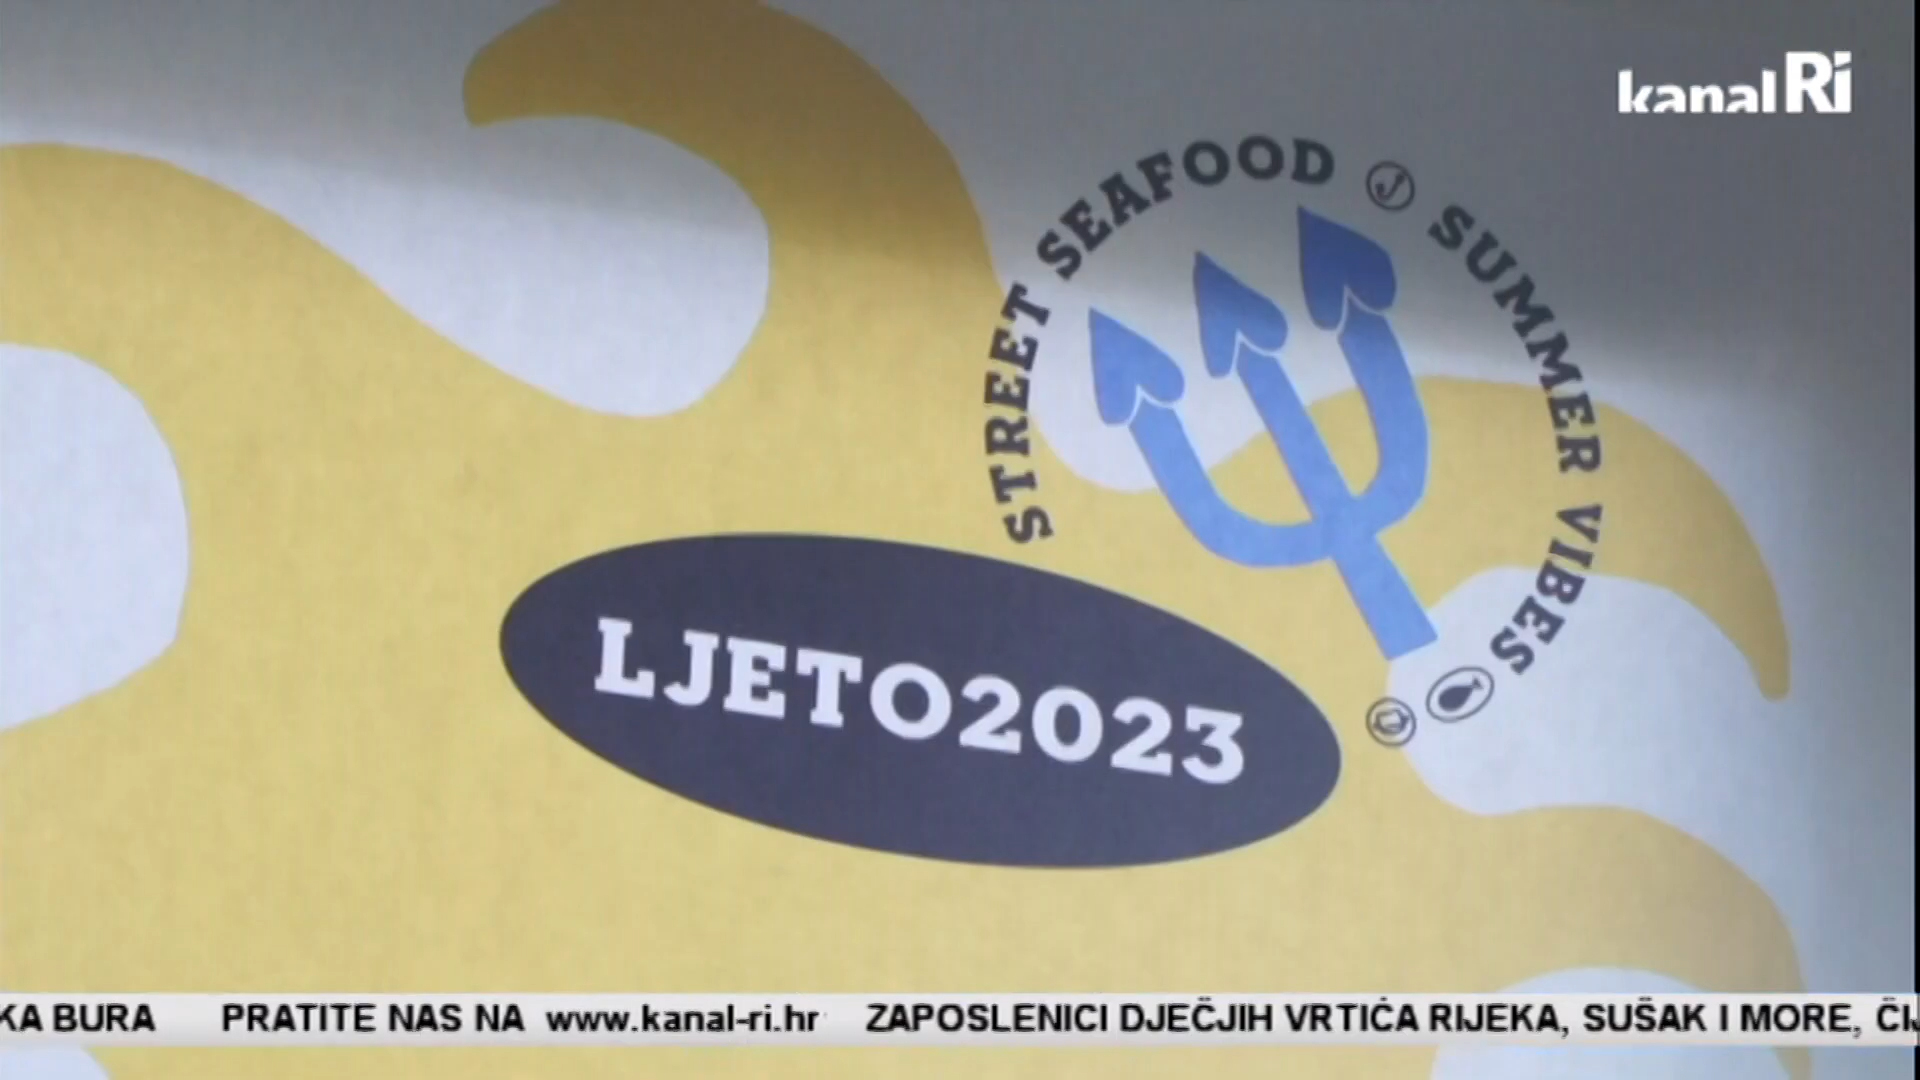 kanal Ri
STREET SEAFOOD SUMMER VIBES
LJETO2023
KA BURA PRATITE NAS NA www.kanal-ri.hr ZAPOSLENICI DJEČJIH VRTIĆA RIJEKA, SUŠAK I MORE, ČIJ